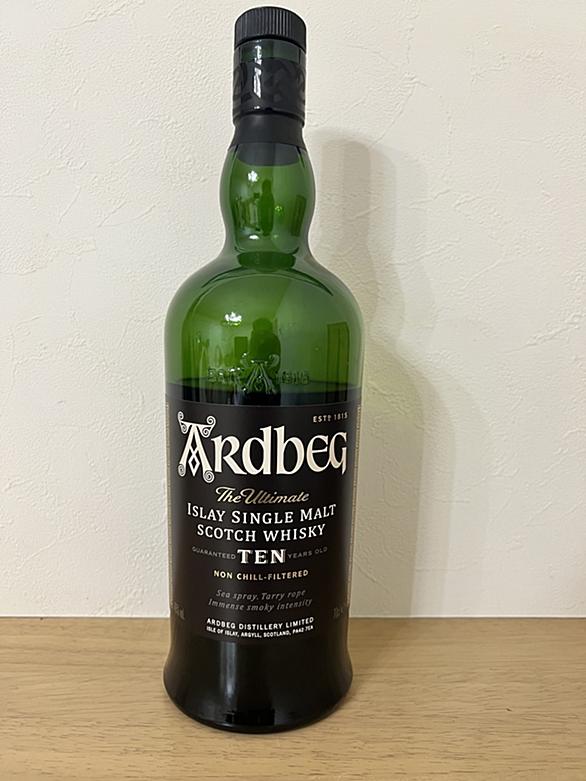 ESTD 1815
ARDBEG
The Ultimate
ISLAY SINGLE MALT
SCOTCH WHISKY
GUARANTEED TEN YEARS OLD
NON CHILL-FILTERED
Sea spray, Tarry rope
Immense smoky intensity
ARDBEG DISTILLERY LIMITED
ISLE OF ISLAY, ARGYLL, SCOTLAND, PA42 7EA